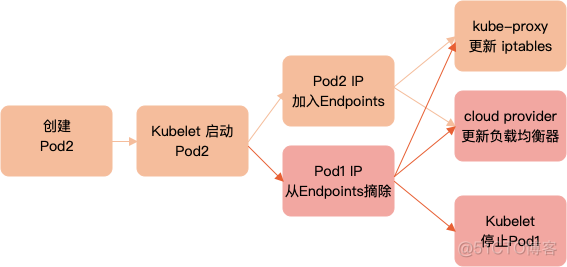 创建
Pod2
Kubelet 启动
Pod2
Pod2 IP
加入Endpoints
Pod1 IP
从Endpoints摘除
kube-proxy
更新 iptables
cloud provider
更新负载均衡器
Kubelet
停止Pod1
@51CTO博客